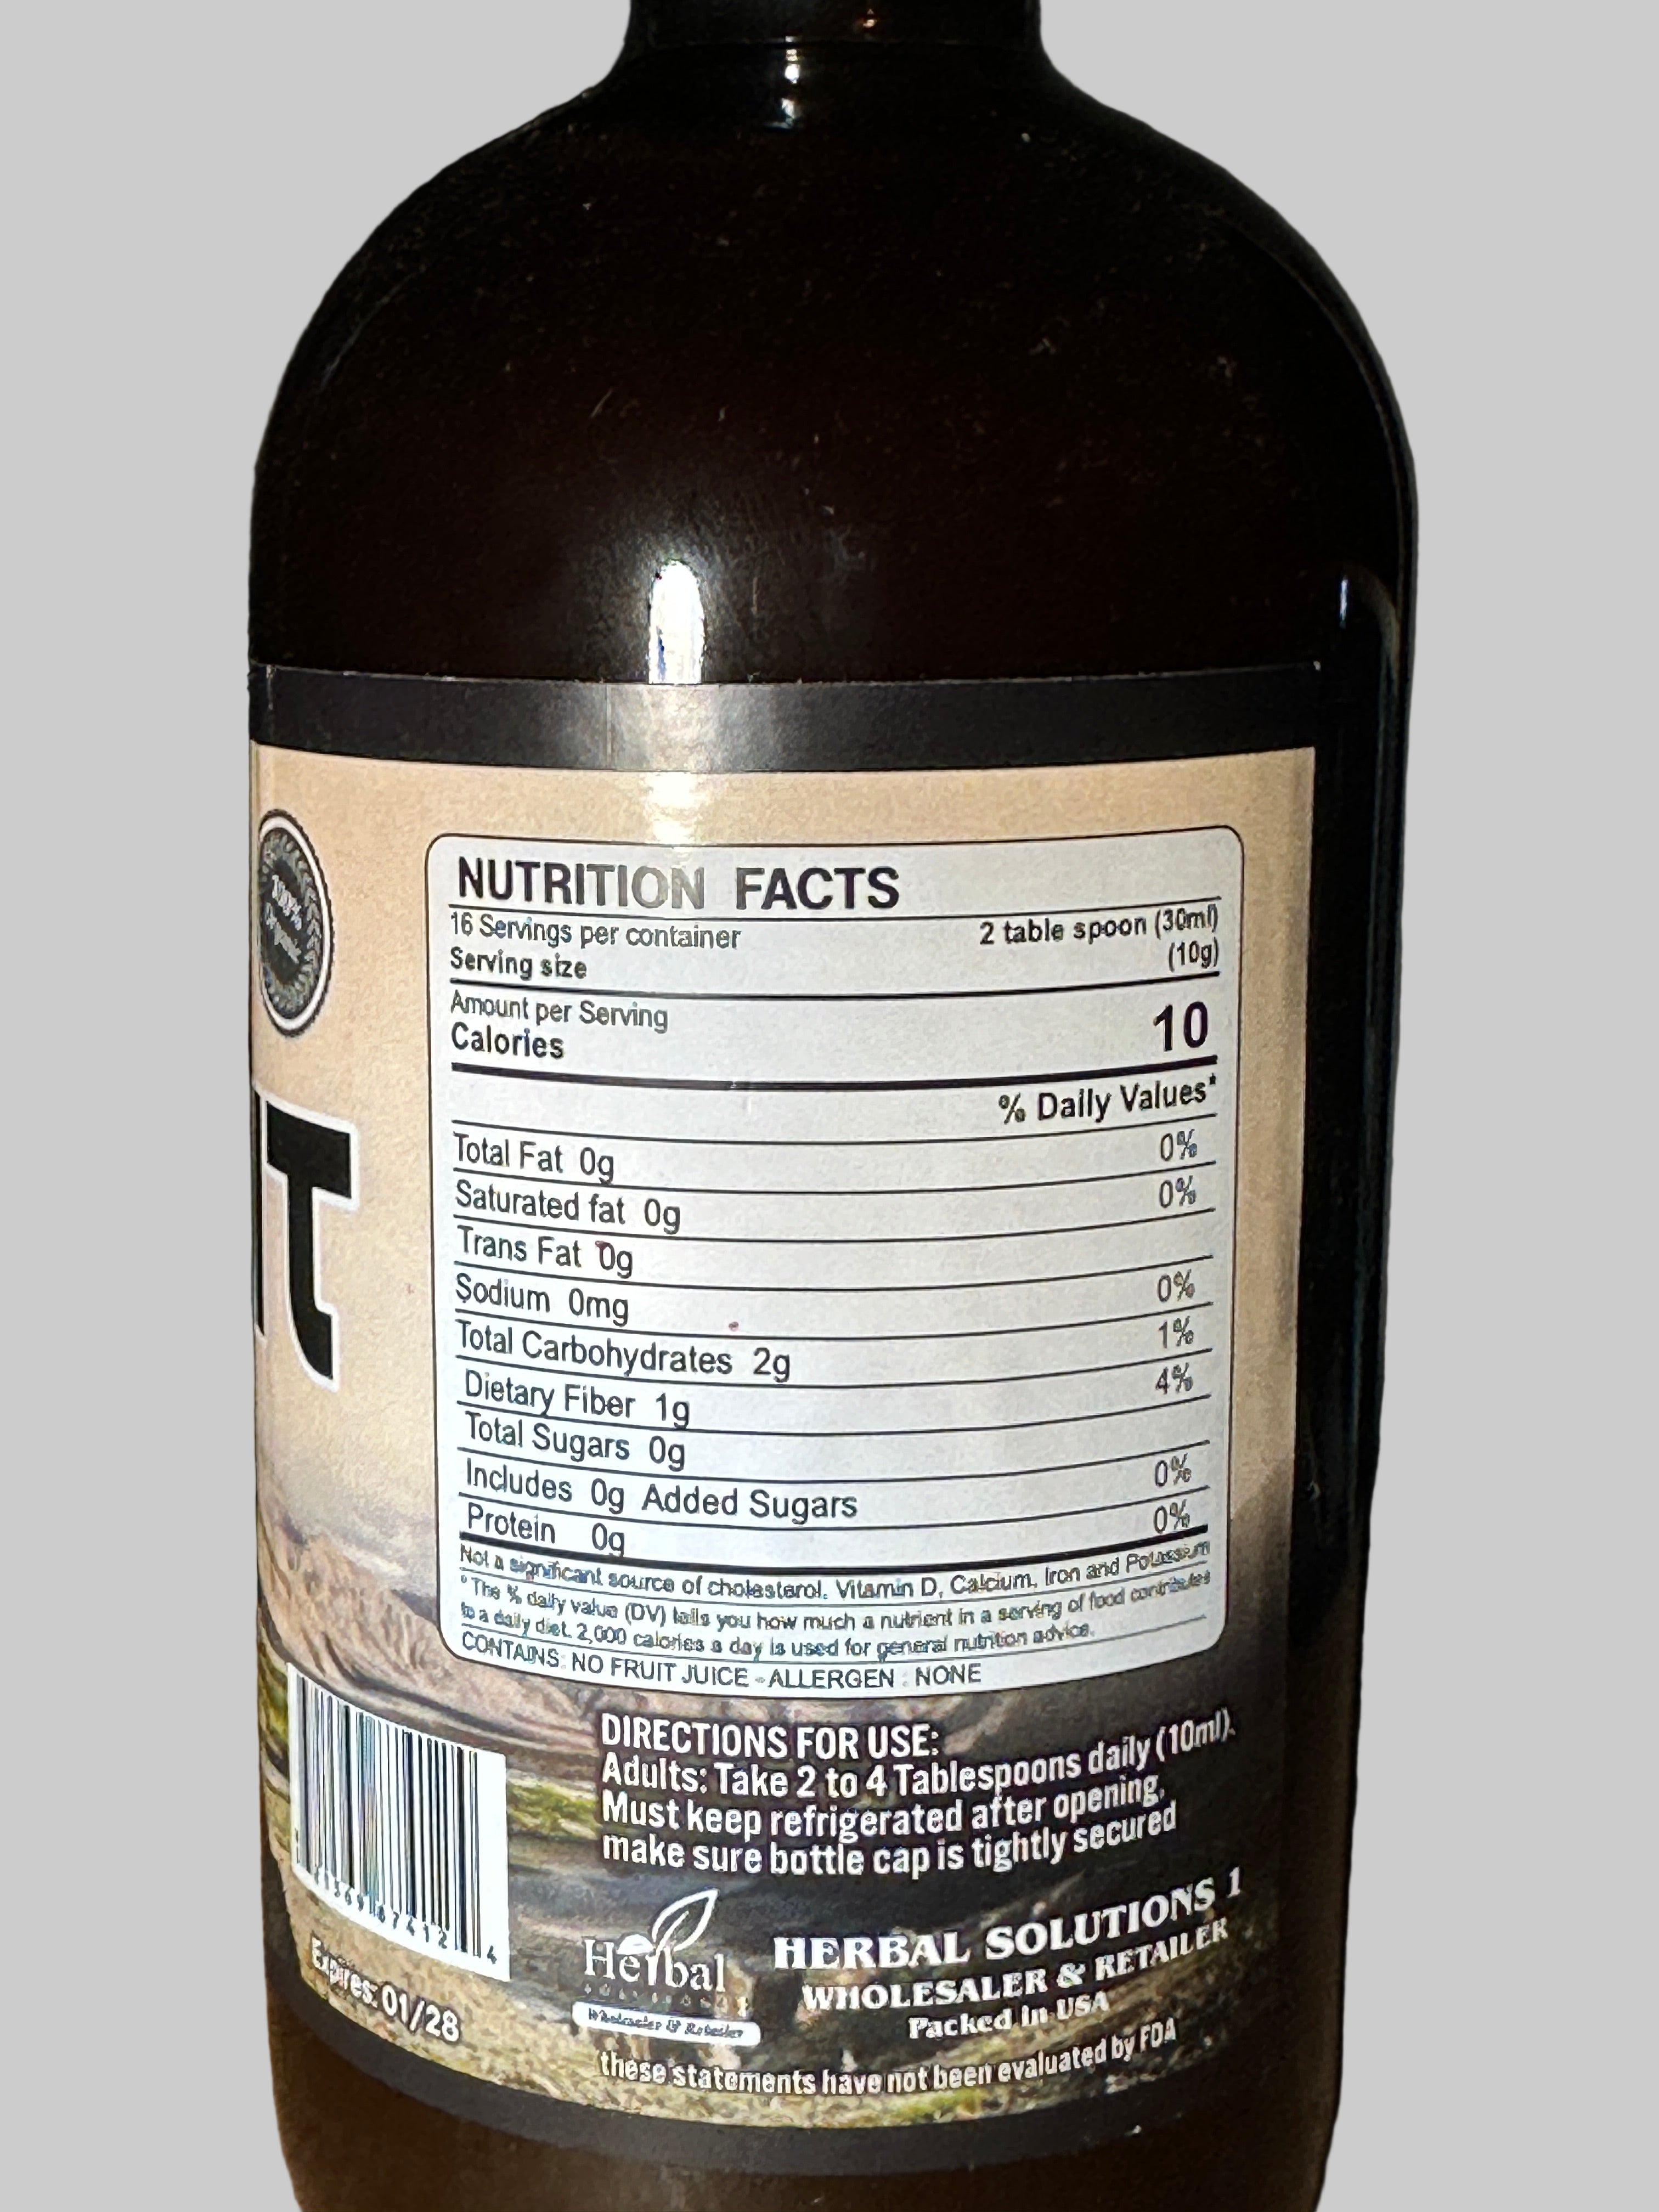 100%
NUTRITION FACTS
16 Servings per container
2 table spoon (30ml)
Serving size
(10g)
Amount per Serving
Calories 10
% Daily Values*
Total Fat 0g 0%
Saturated fat 0g 0%
Trans Fat 0g
Sodium 0mg 0%
Total Carbohydrates 2g 1%
Dietary Fiber 1g 4%
Total Sugars 0g
Includes 0g Added Sugars 0%
Protein 0g 0%
Not a significant source of cholesterol. Vitamin D, Calcium, Iron and Potassium
* The % daily value (DV) tells you how much a nutrient in a serving of food contributes
to a daily diet. 2,000 calories a day is used for general nutrition advice.
CONTAINS: NO FRUIT JUICE - ALLERGEN : NONE
DIRECTIONS FOR USE:
Adults: Take 2 to 4 Tablespoons daily (10ml).
Must keep refrigerated after opening,
make sure bottle cap is tightly secured
Expires: 01/28
Herbal
Wholesaler & Retailer
HERBAL SOLUTIONS 1
WHOLESALER & RETAILER
Packed in USA
these statements have not been evaluated by FDA